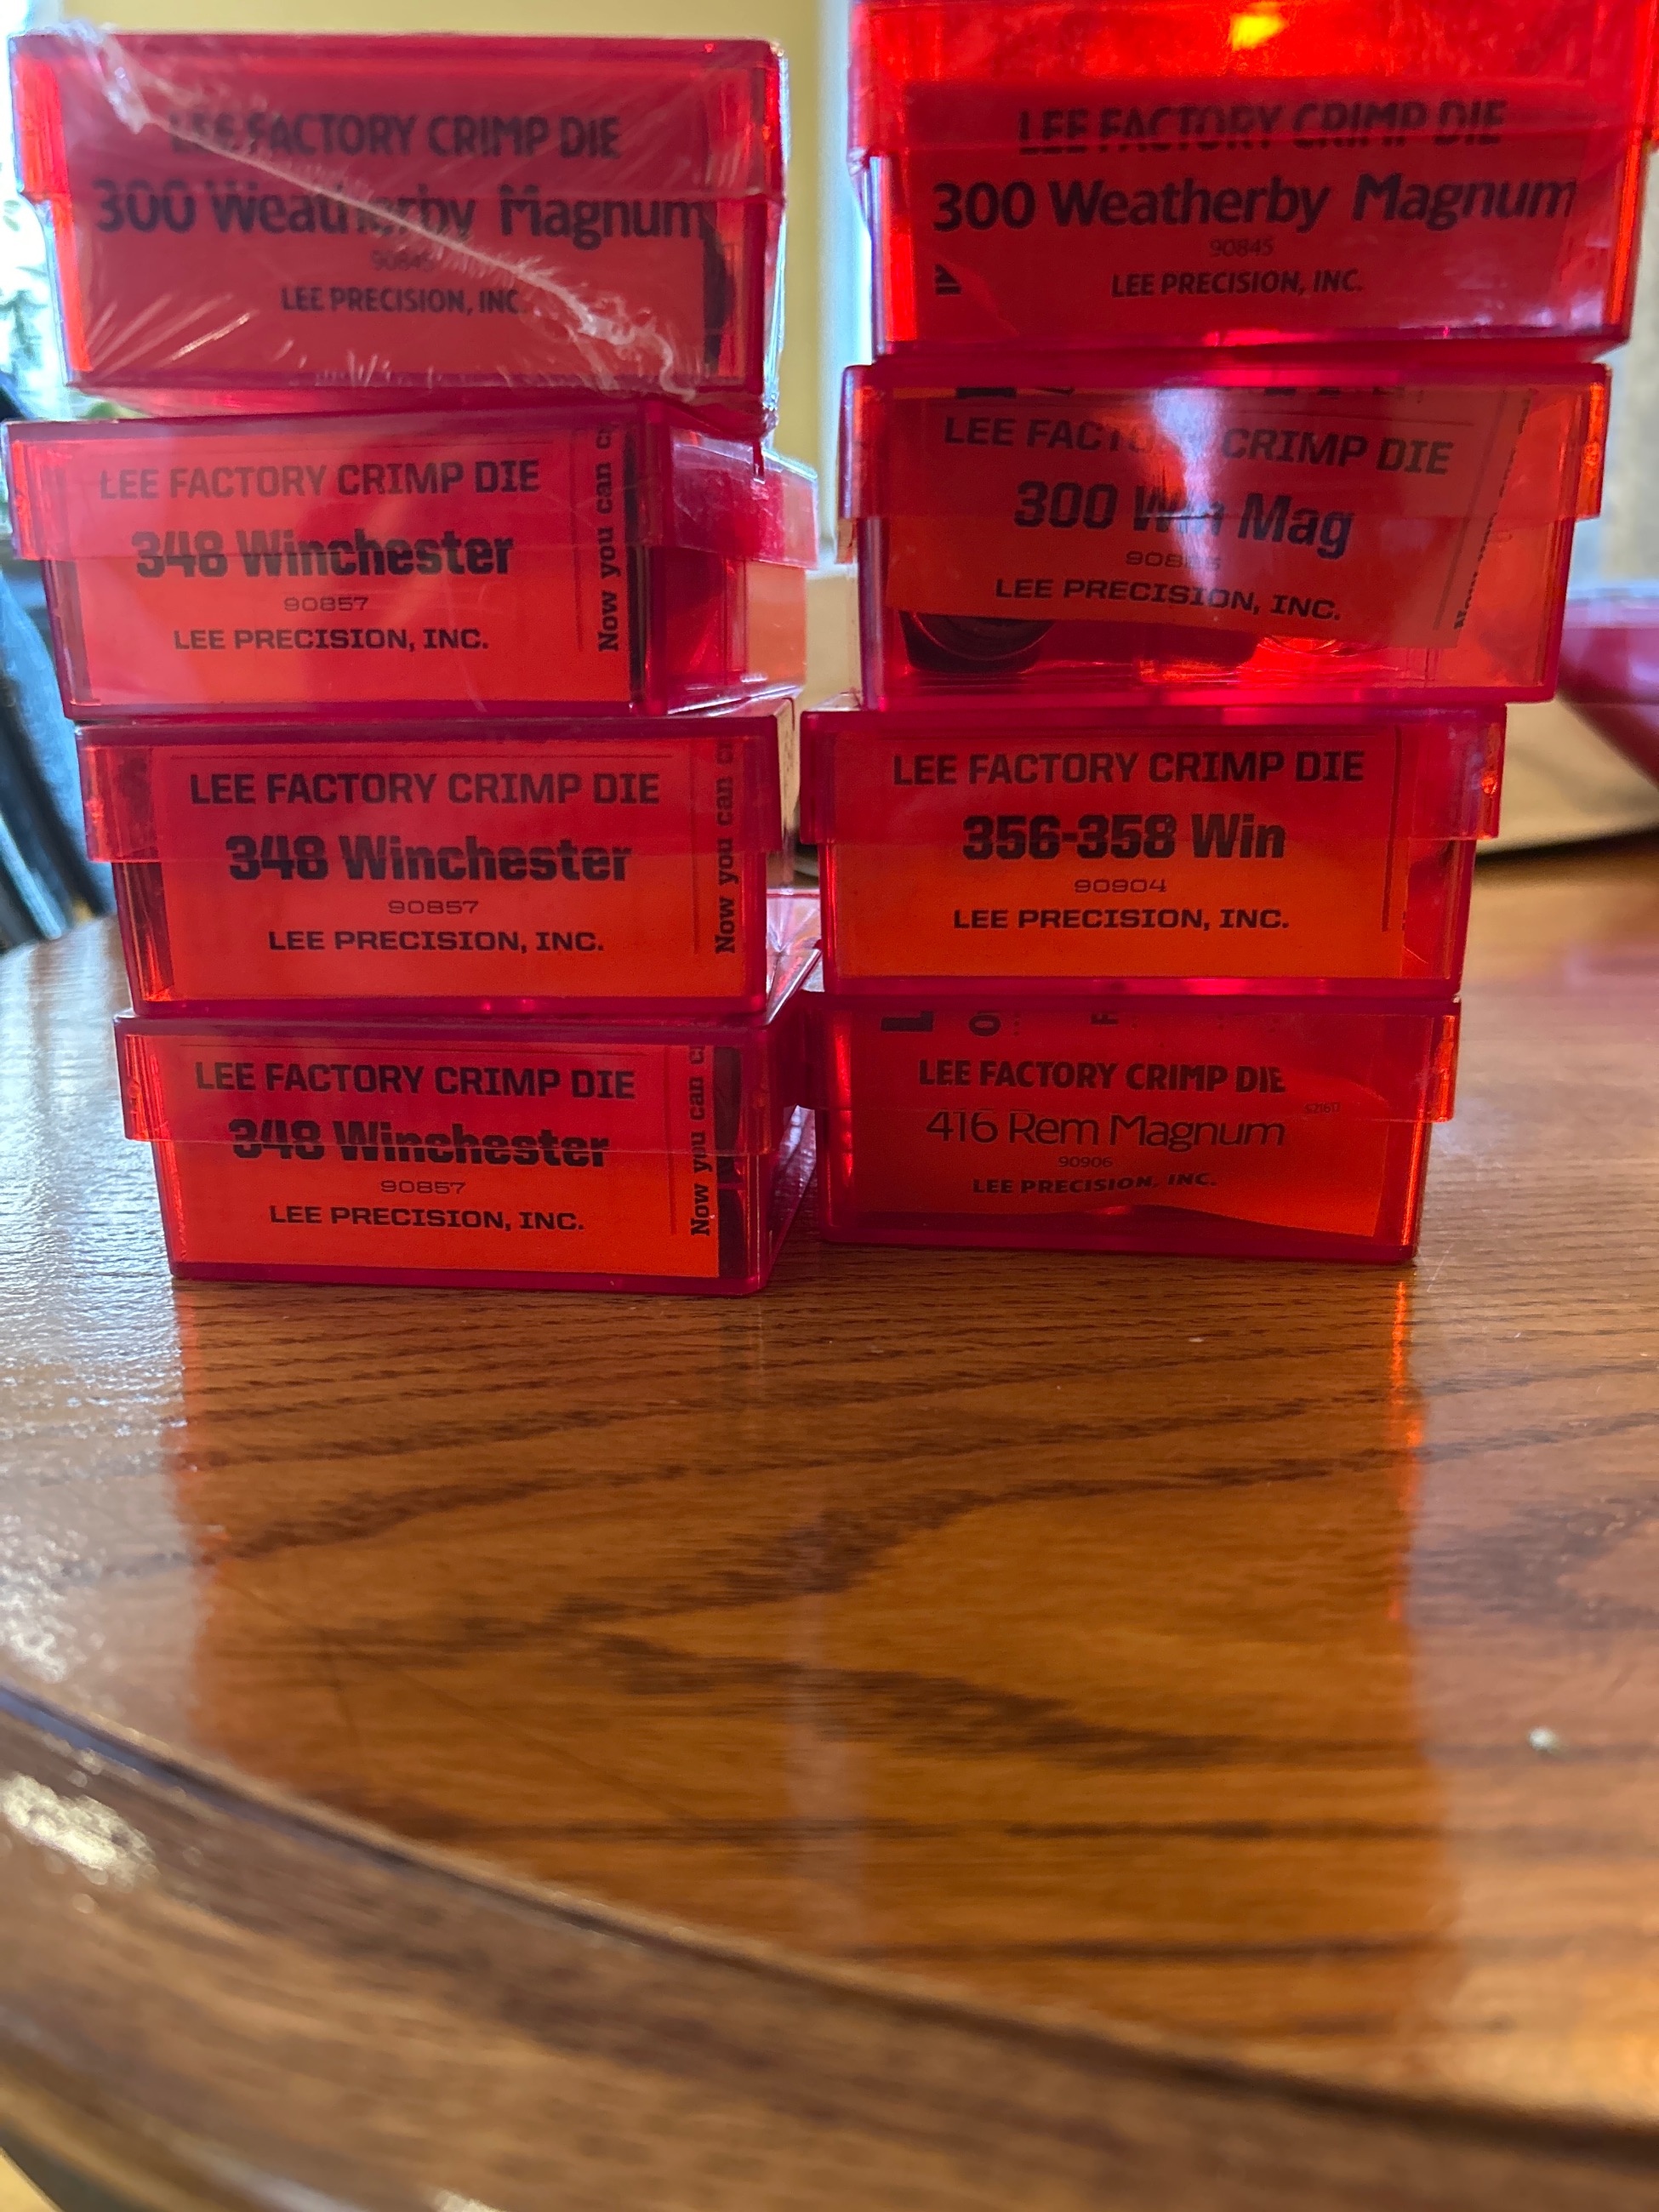 LEE FACTORY CRIMP DIE
300 Weatherby Magnum
90845
LEE PRECISION, INC.
LEE FACTORY CRIMP DIE
348 Winchester
90857
LEE PRECISION, INC.
Now you can
LEE FACTORY CRIMP DIE
348 Winchester
90857
LEE PRECISION, INC.
Now you can
LEE FACTORY CRIMP DIE
348 Winchester
90857
LEE PRECISION, INC.
Now you can
LEE FACTORY CRIMP DIE
300 Weatherby Magnum
90845
LEE PRECISION, INC.
LEE FACTORY CRIMP DIE
300 Win Mag
LEE PRECISION, INC.
LEE FACTORY CRIMP DIE
356-358 Win
90904
LEE PRECISION, INC.
LEE FACTORY CRIMP DIE
416 Rem Magnum
90906
LEE PRECISION, INC.